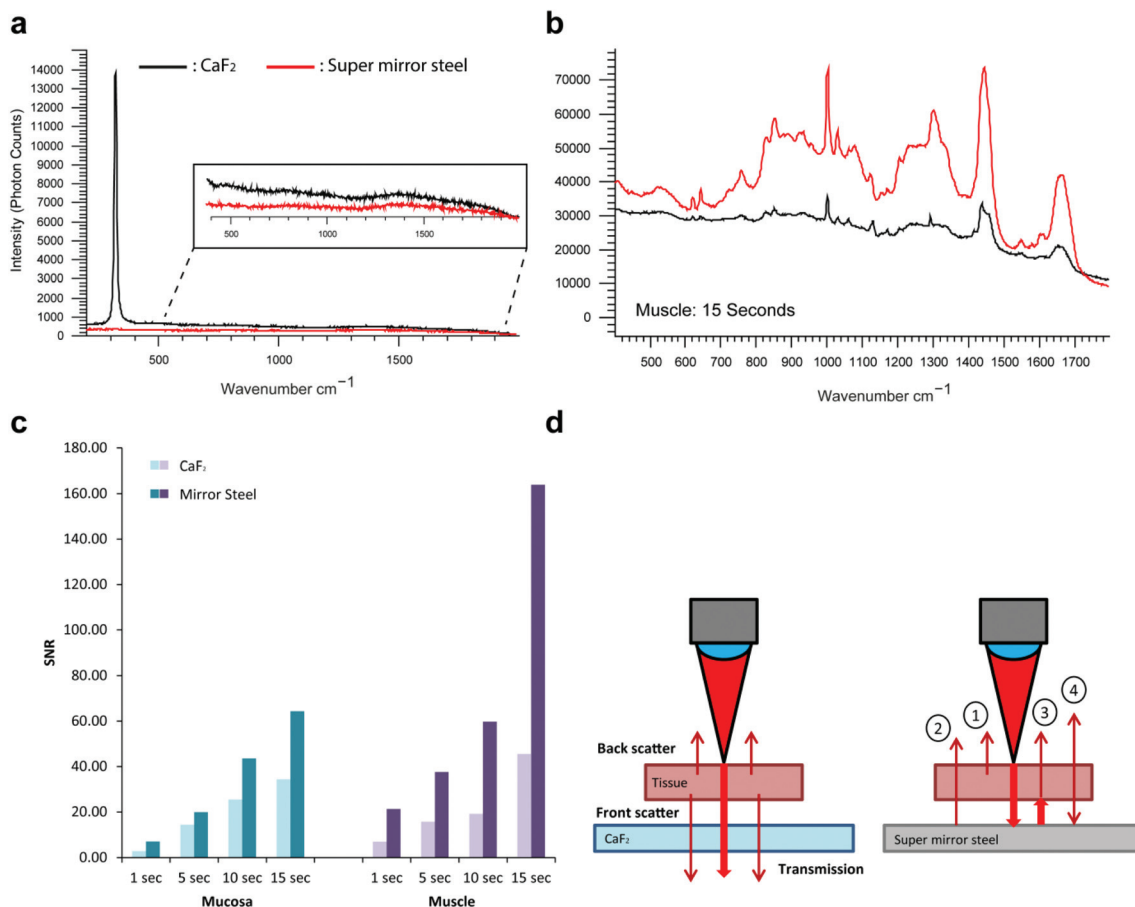 a
: CaF₂
: Super mirror steel
Intensity (Photon Counts)
14000
13000
12000
11000
10000
9000
8000
7000
6000
5000
4000
3000
2000
1000
0
500
1000
1500
500
1000
1500
Wavenumber cm⁻¹
b
70000
60000
50000
40000
30000
20000
10000
0
Muscle: 15 Seconds
500 600 700 800 900 1000 1100 1200 1300 1400 1500 1600 1700
Wavenumber cm⁻¹
c
180.00
160.00
140.00
120.00
100.00
80.00
60.00
40.00
20.00
0.00
SNR
CaF₂
Mirror Steel
1 sec 5 sec 10 sec 15 sec
1 sec 5 sec 10 sec 15 sec
Mucosa
Muscle
d
Back scatter
Tissue
Front scatter
CaF₂
Transmission
2
1
3
4
Super mirror steel